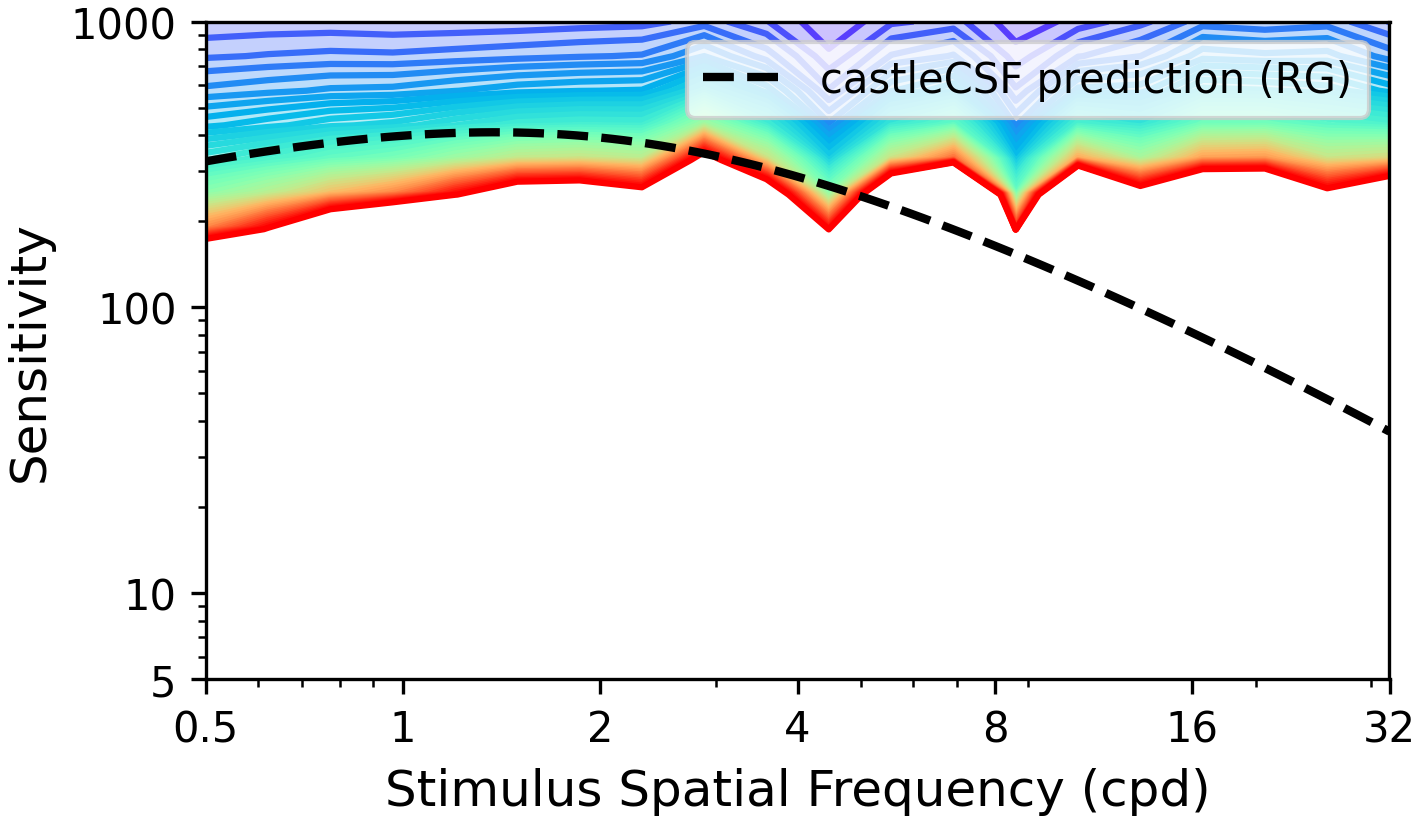 1000
100
10
5
Sensitivity
castleCSF prediction (RG)
0.5 1 2 4 8 16 32
Stimulus Spatial Frequency (cpd)